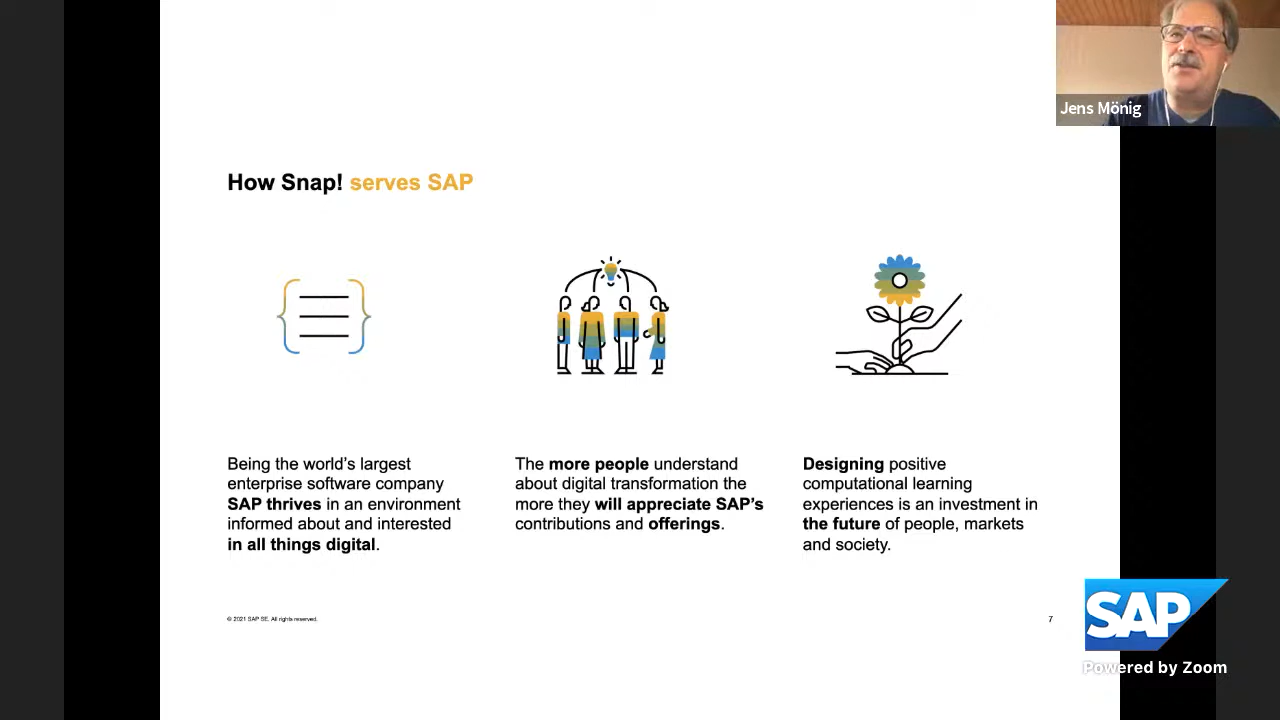 Jens Mönig
How Snap! serves SAP
Being the world's largest
enterprise software company
SAP thrives in an environment
informed about and interested
in all things digital.
The more people understand
about digital transformation the
more they will appreciate SAP's
contributions and offerings.
Designing positive
computational learning
experiences is an investment in
the future of people, markets
and society.
© 2021 SAP SE. All rights reserved.
7
SAP
Powered by Zoom